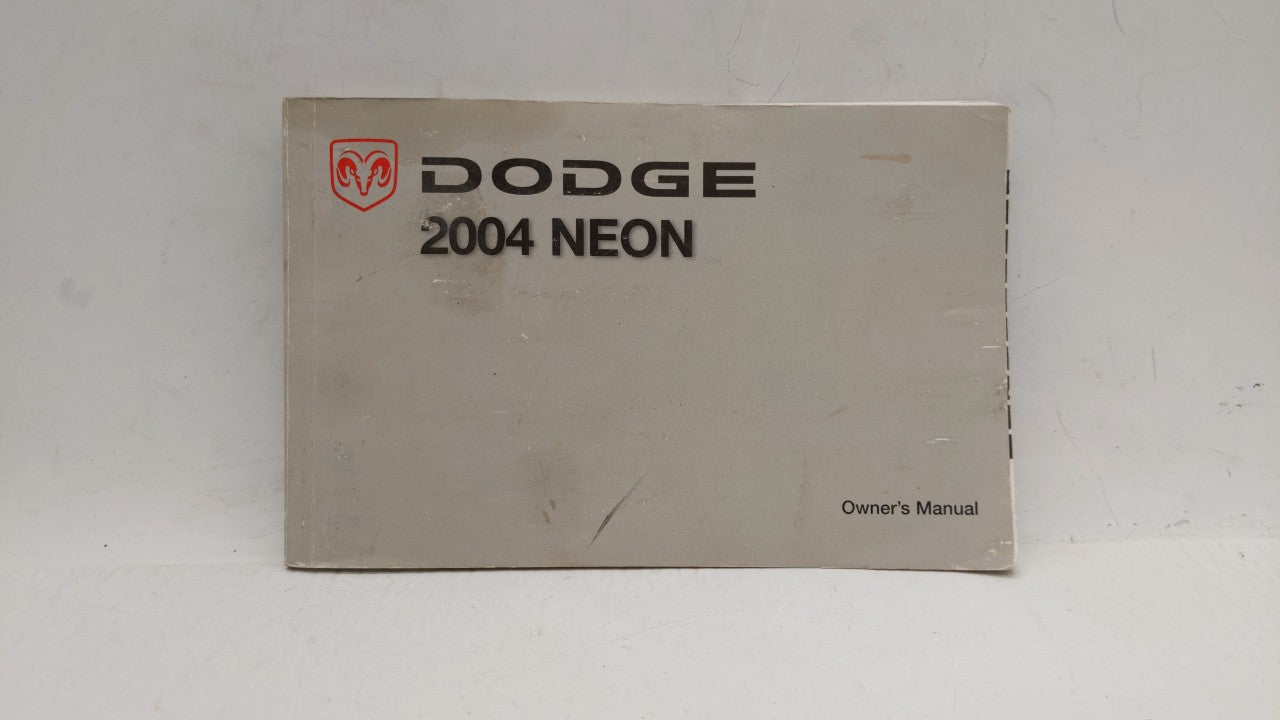 DODGE
2004 NEON
Owner's Manual